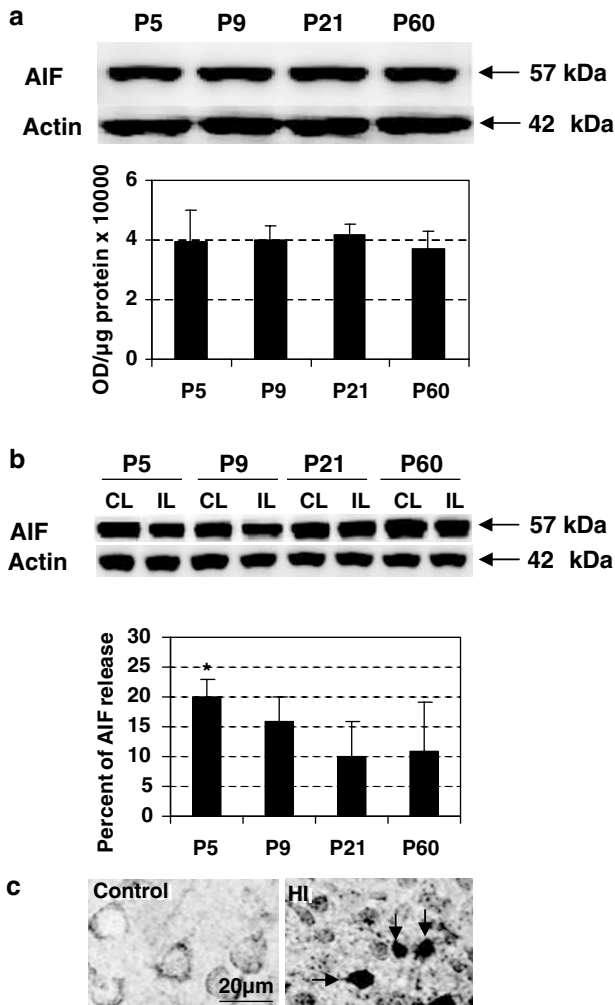 a
P5 P9 P21 P60
AIF 57 kDa
Actin 42 kDa
OD/µg protein x 10000
6
4
2
0
P5 P9 P21 P60
b
P5 P9 P21 P60
CL IL CL IL CL IL CL IL
AIF 57 kDa
Actin 42 kDa
Percent of AIF release
30
25
20
15
10
5
0
*
P5 P9 P21 P60
c
Control HI
20µm